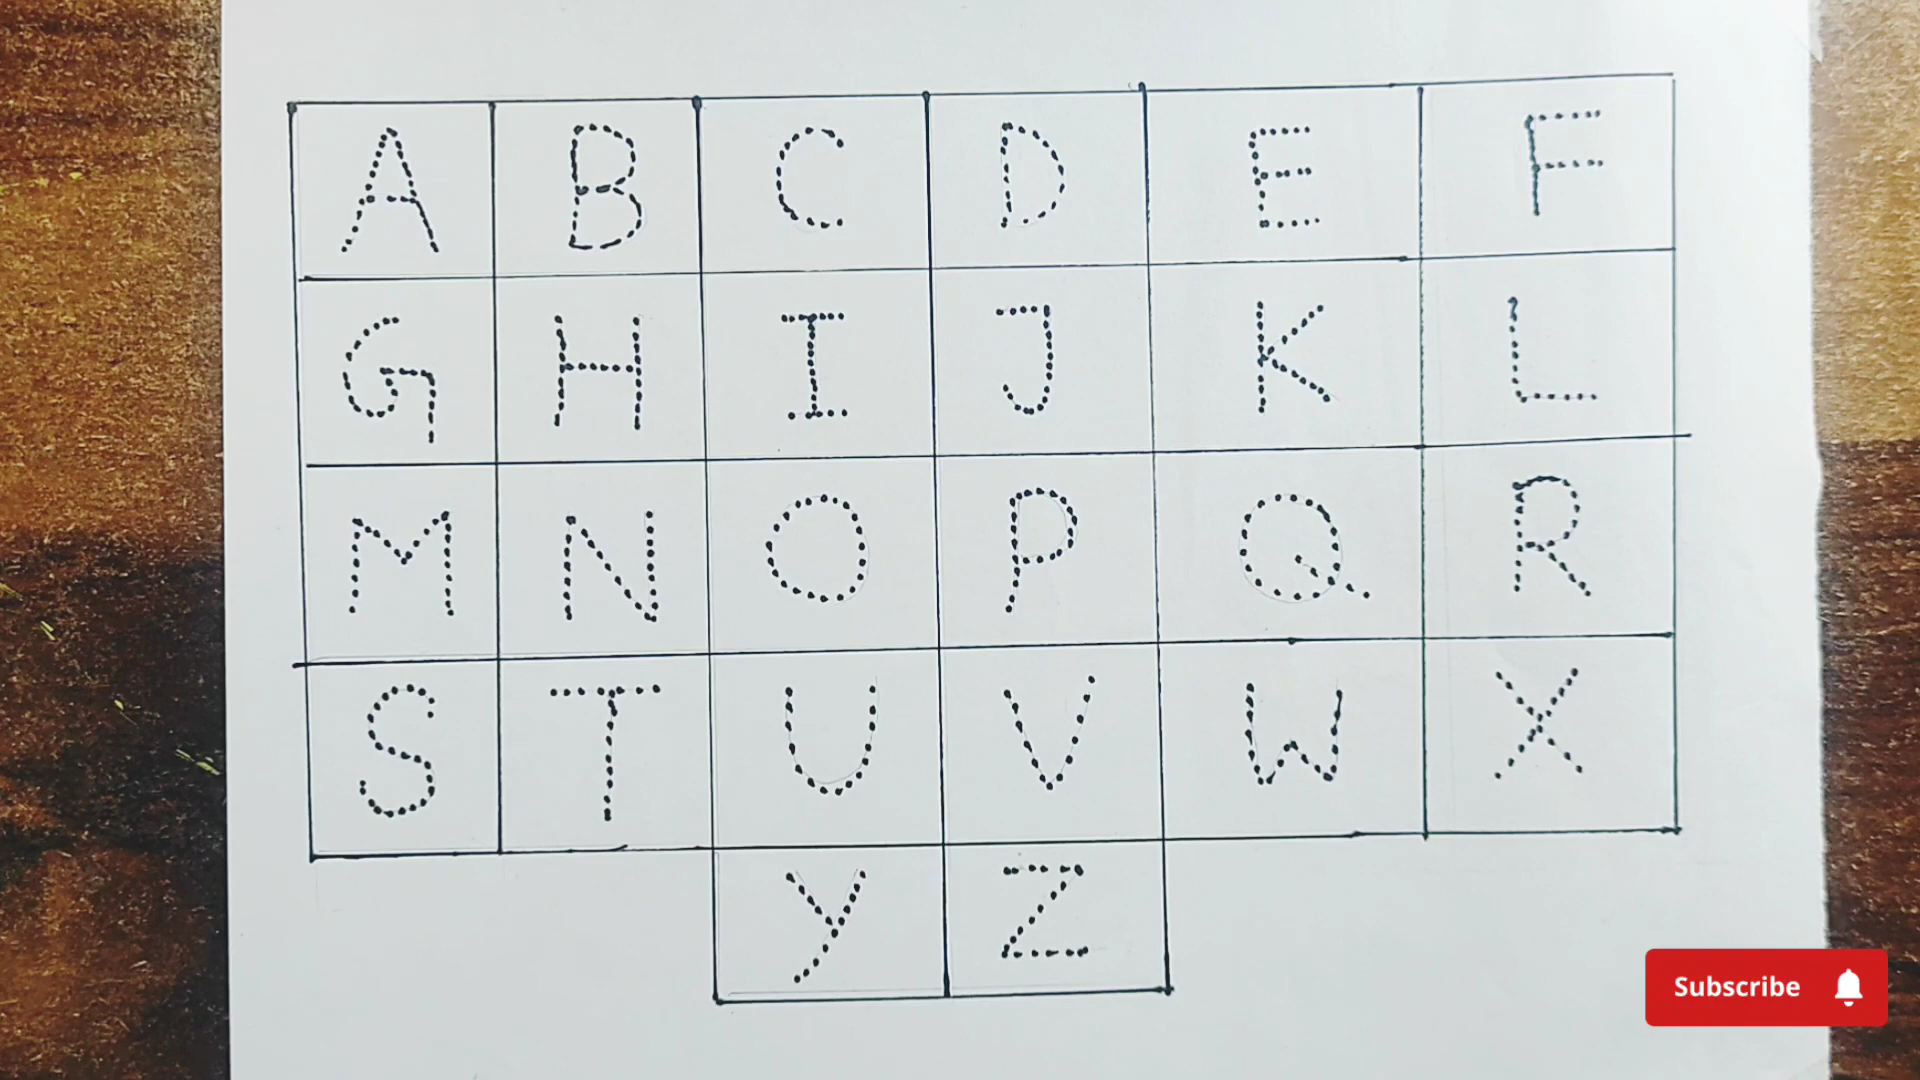 A B C D E F
G H I J K L
M N O P Q R
S T U V W X
Y Z
Subscribe